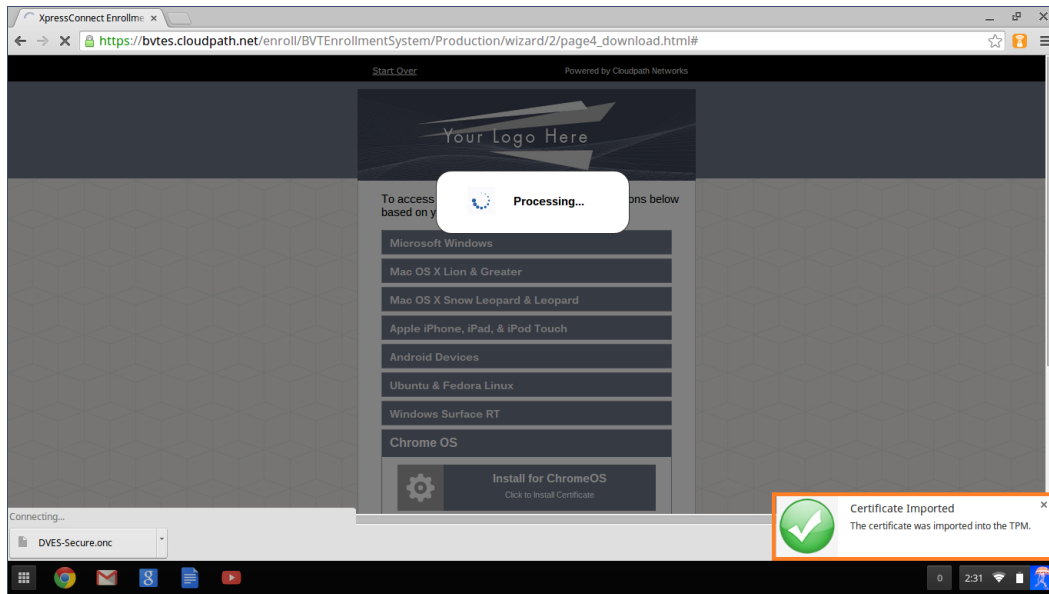 XpressConnect Enrollme
https://bvtes.cloudpath.net/enroll/BVTEnrollmentSystem/Production/wizard/2/page4_download.html#
Start Over
Powered by Cloudpath Networks
Your Logo Here
To access
ons below
based on y
Processing...
Microsoft Windows
Mac OS X Lion & Greater
Mac OS X Snow Leopard & Leopard
Apple iPhone, iPad, & iPod Touch
Android Devices
Ubuntu & Fedora Linux
Windows Surface RT
Chrome OS
Install for ChromeOS
Click to Install Certificate
Certificate Imported
The certificate was imported into the TPM.
Connecting...
DVES-Secure.onc
8
0
2:31